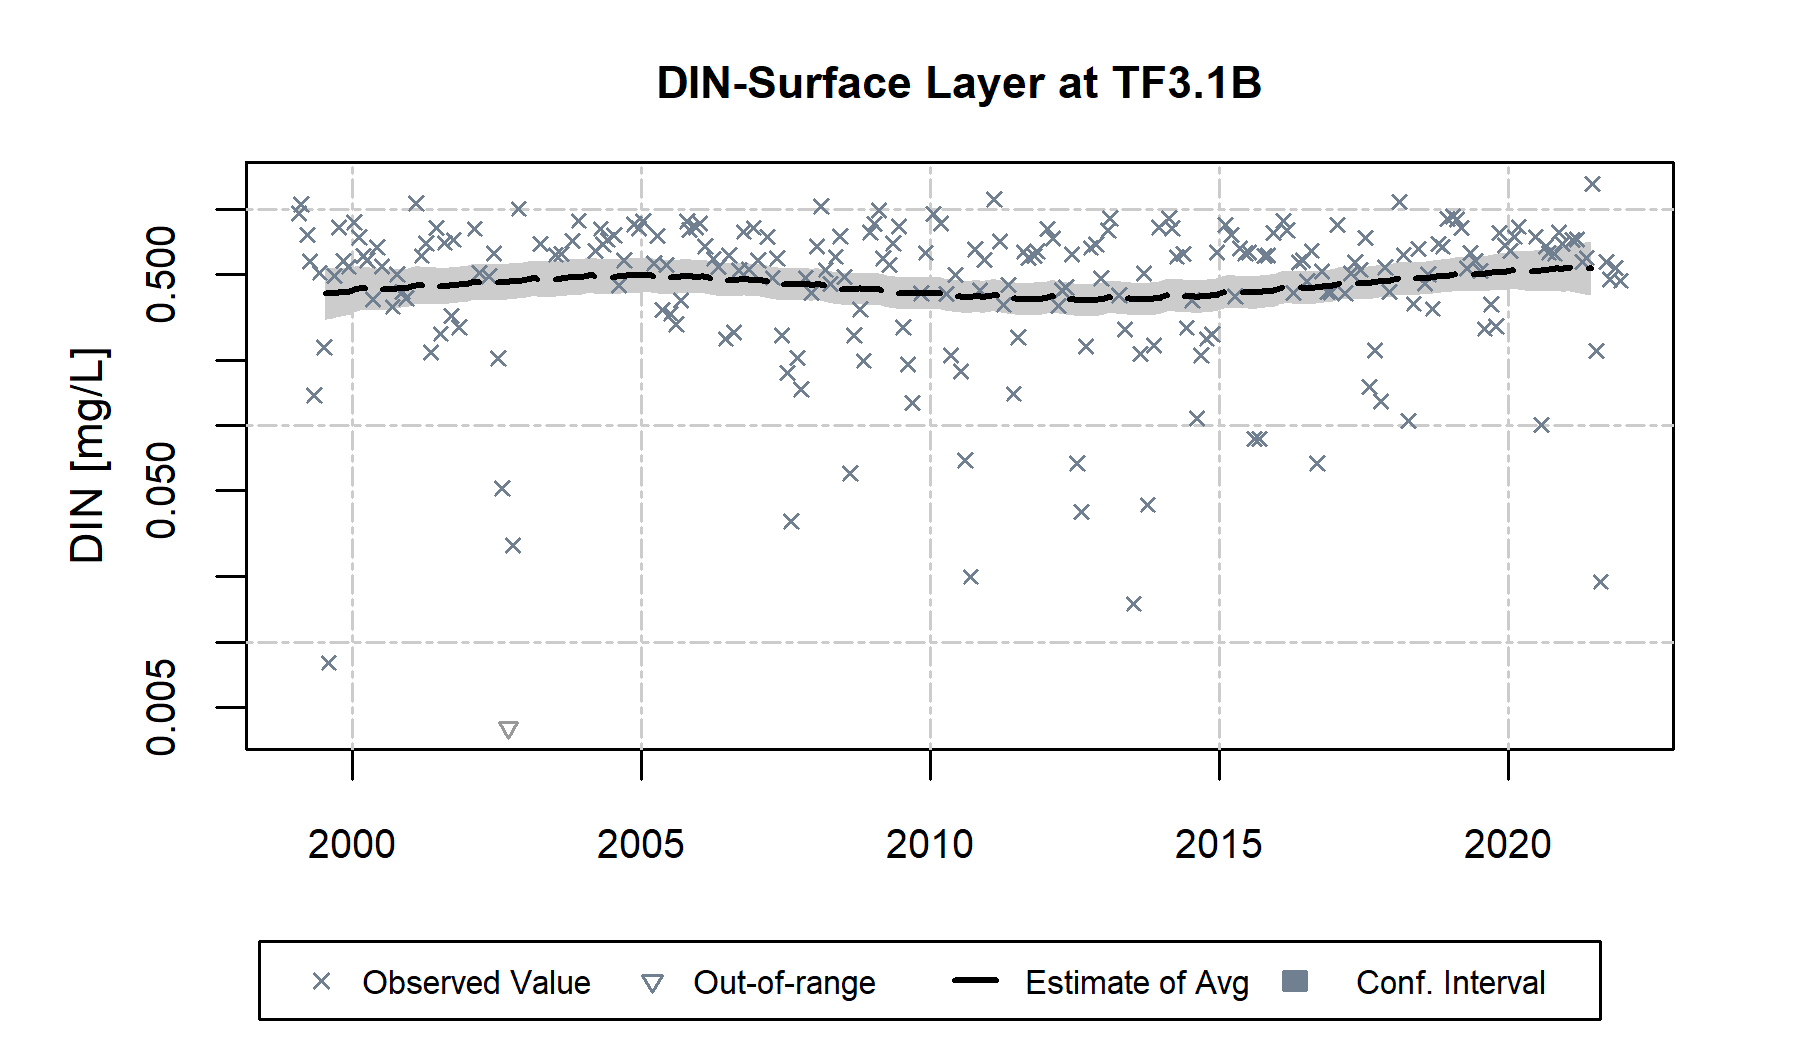 DIN-Surface Layer at TF3.1B
DIN [mg/L]
0.500
0.050
0.005
2000 2005 2010 2015 2020
Observed Value Out-of-range Estimate of Avg Conf. Interval